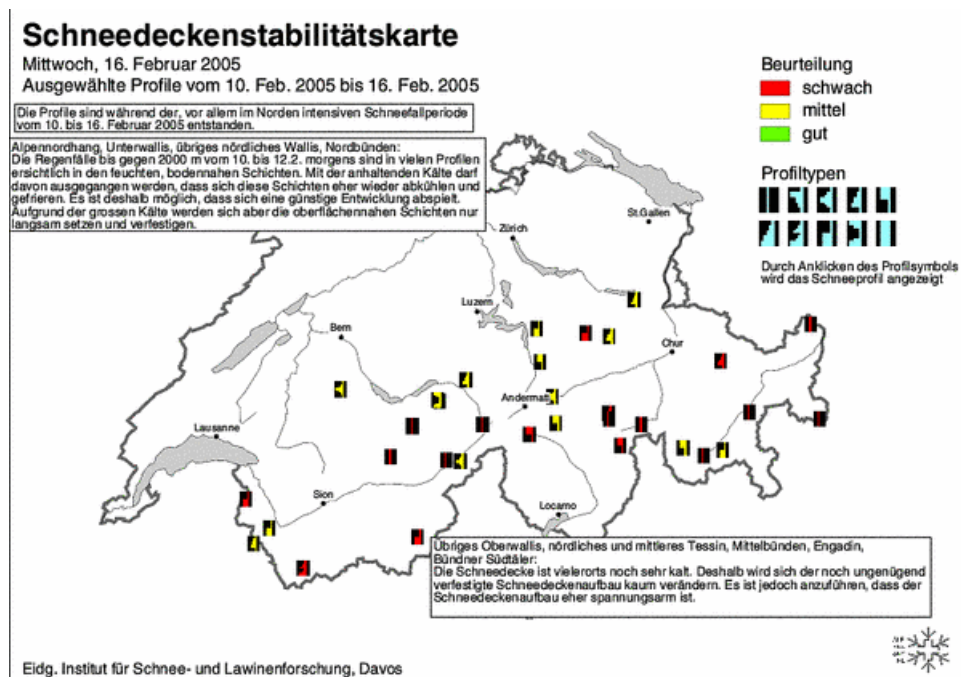 Schneedeckenstabilitätskarte
Mittwoch, 16. Februar 2005
Ausgewählte Profile vom 10. Feb. 2005 bis 16. Feb. 2005
Die Profile sind während der, vor allem im Norden intensiven Schneefallperiode
vom 10. bis 16. Februar 2005 entstanden.
Alpennordhang, Unterwallis, übriges nördliches Wallis, Nordbünden:
Die Regenfälle bis gegen 2000 m vom 10. bis 12.2. morgens sind in vielen Profilen
ersichtlich in den feuchten, bodennahen Schichten. Mit der anhaltenden Kälte darf
davon ausgegangen werden, dass sich diese Schichten eher wieder abkühlen und
gefrieren. Es ist deshalb möglich, dass sich eine günstige Entwicklung abspielt.
Aufgrund der grossen Kälte werden sich aber die oberflächennahen Schichten nur
langsam setzen und verfestigen.
Beurteilung
schwach
mittel
gut
Profiltypen
Durch Anklicken des Profilsymbols
wird das Schneeprofil angezeigt
St.Gallen
Zürich
Luzern
Bern
Chur
Andermatt
Lausanne
Sion
Locarno
Übriges Oberwallis, nördliches und mittleres Tessin, Mittelbünden, Engadin,
Bündner Südtäler:
Die Schneedecke ist vielerorts noch sehr kalt. Deshalb wird sich der noch ungenügend
verfestigte Schneedeckenaufbau kaum verändern. Es ist jedoch anzuführen, dass der
Schneedeckenaufbau eher spannungsarm ist.
Eidg. Institut für Schnee- und Lawinenforschung, Davos